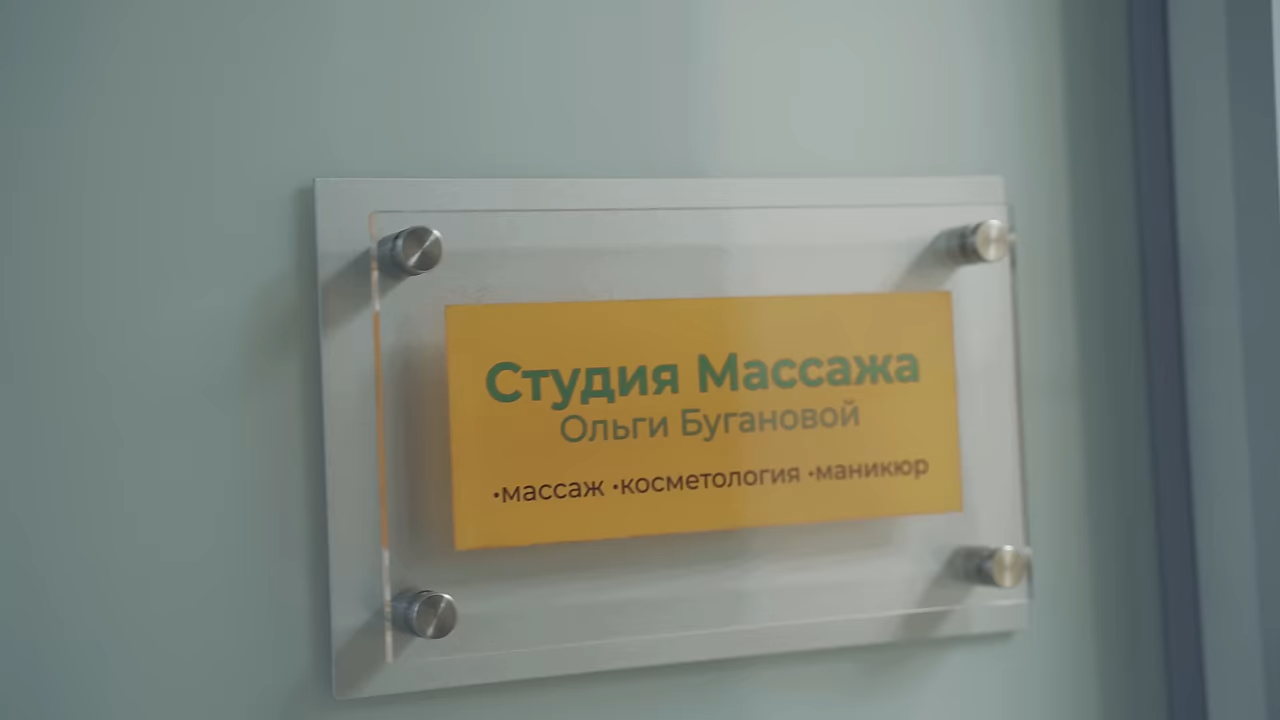 Студия Массажа
Ольги Бугановой
•массаж •косметология •маникюр